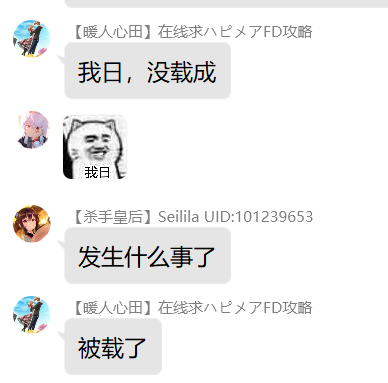 【暖人心田】在线求ハピメアFD攻略
我日，没载成
我日
【杀手皇后】Seilila UID:101239653
发生什么事了
【暖人心田】在线求ハピメアFD攻略
被载了